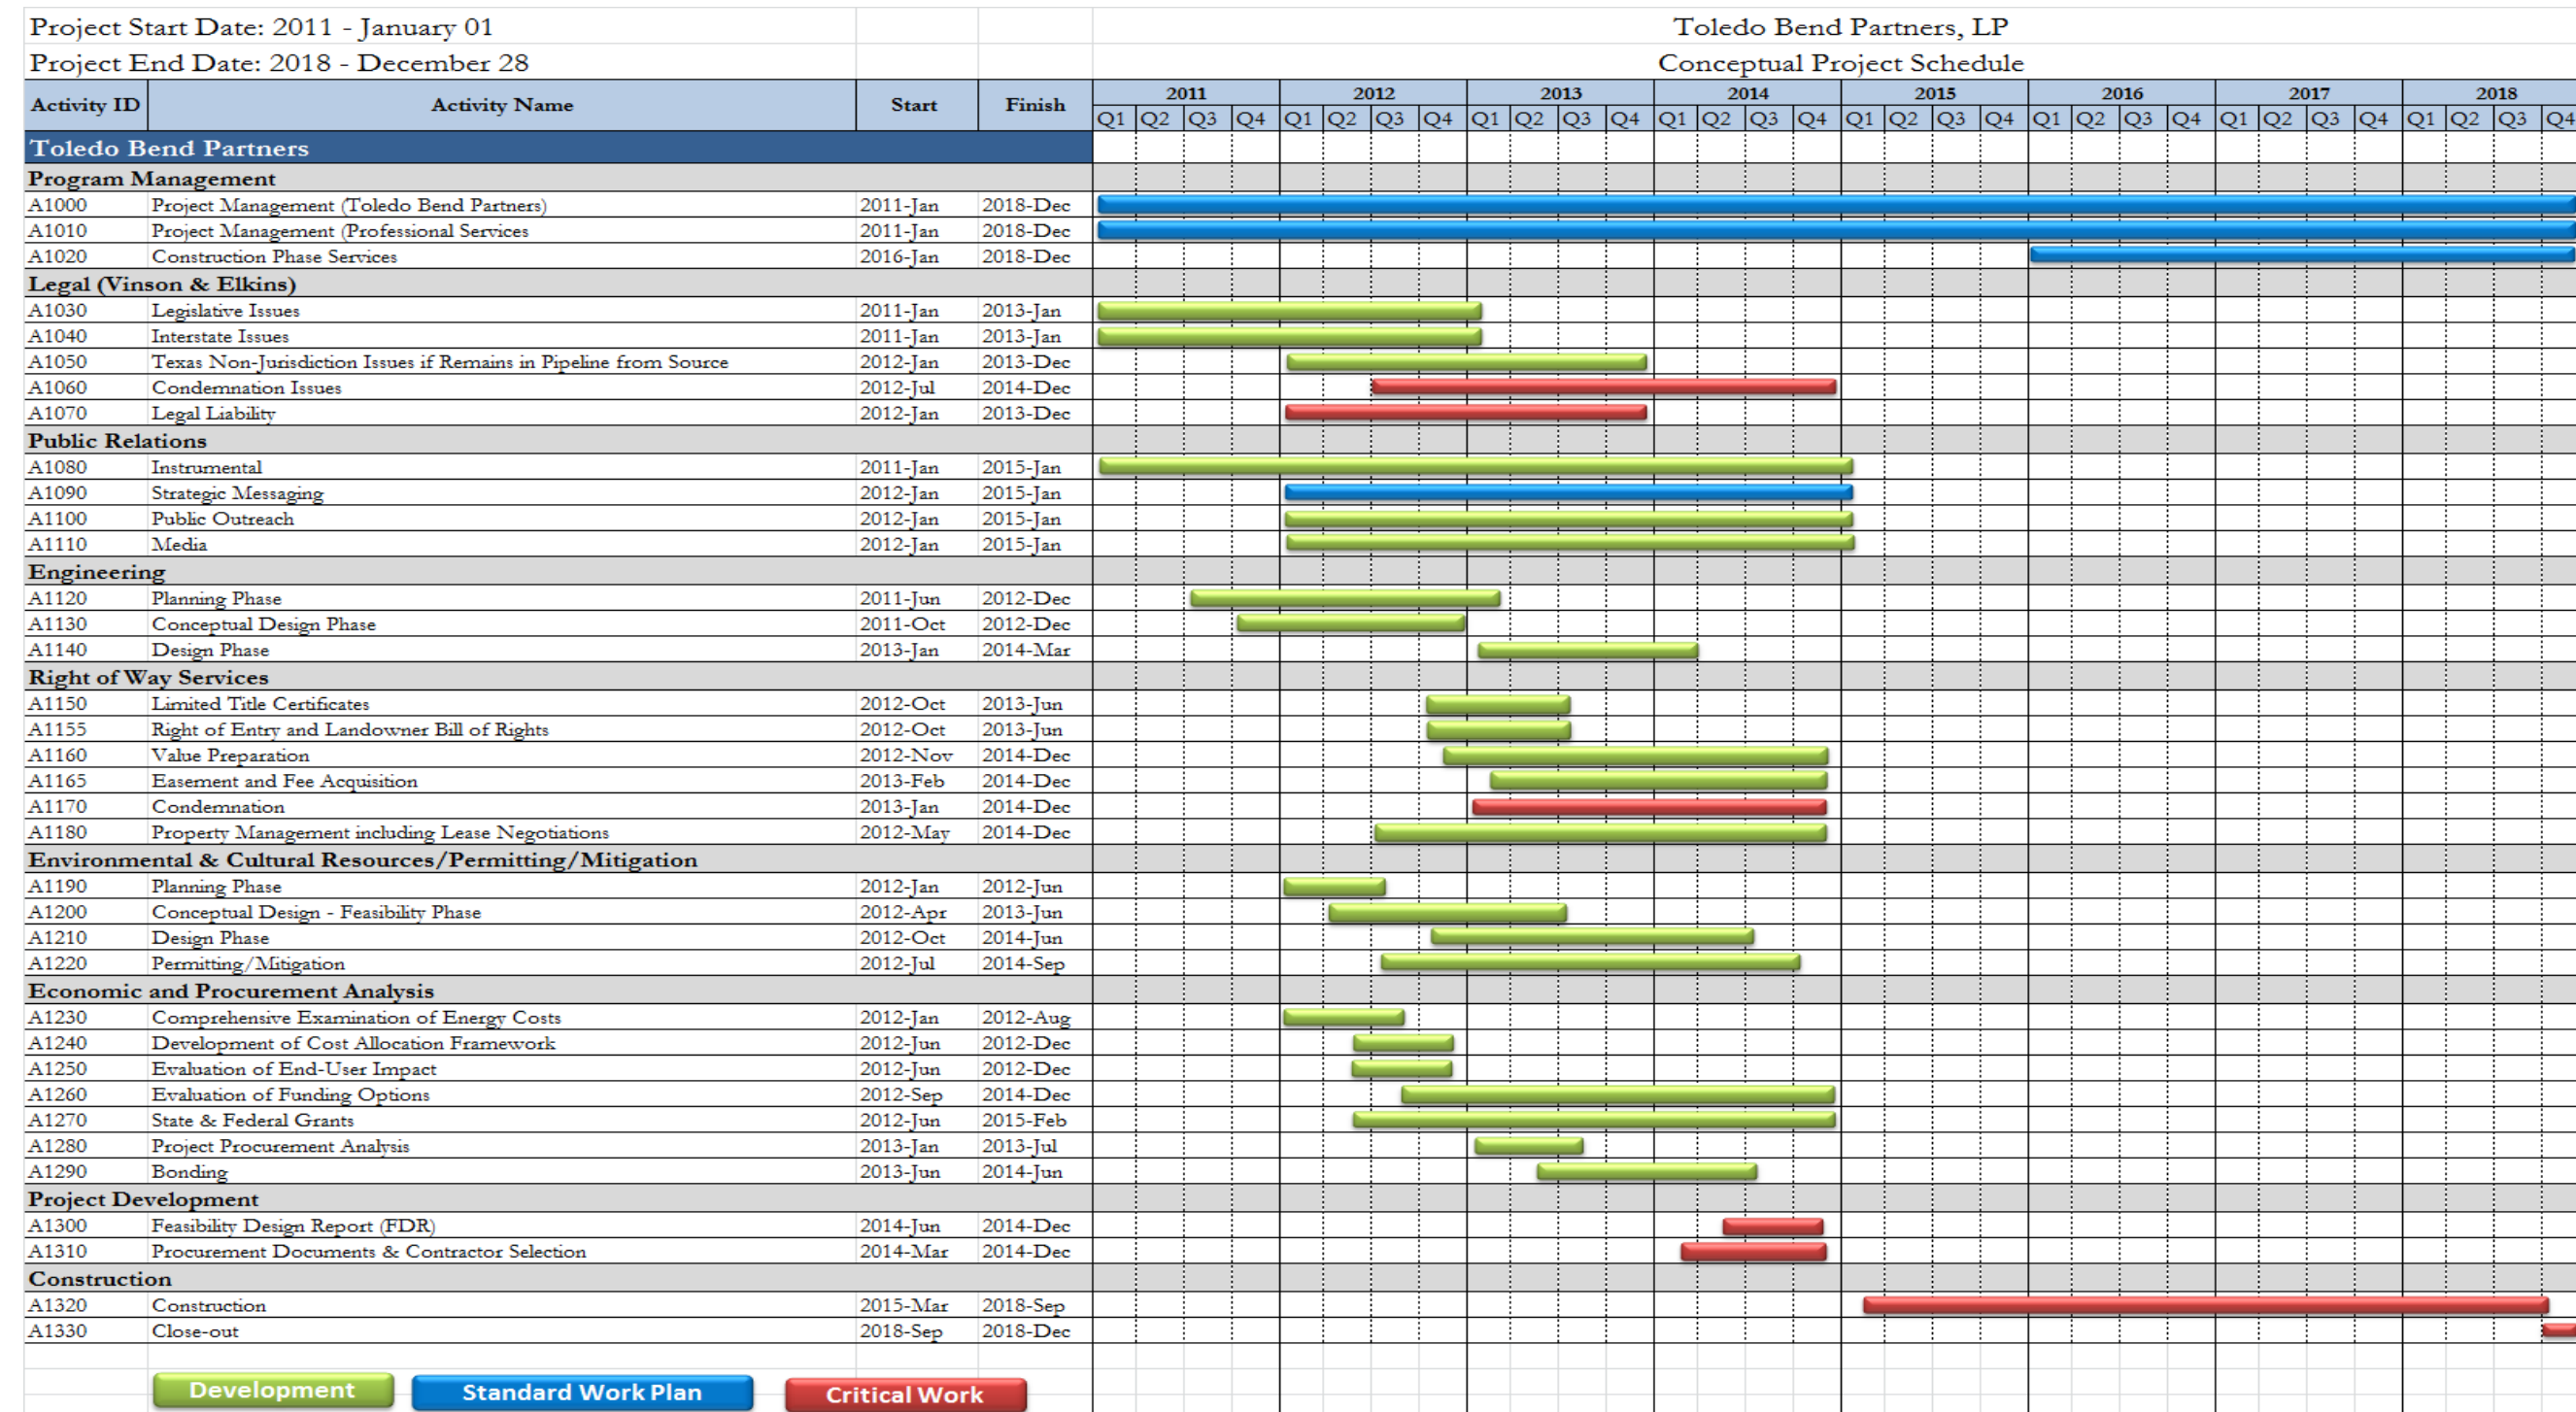 Project Start Date: 2011 - January 01 Toledo Bend Partners, LP
Project End Date: 2018 - December 28 Conceptual Project Schedule
Activity ID Activity Name Start Finish 2011 2012 2013 2014 2015 2016 2017 2018
Q1 Q2 Q3 Q4 Q1 Q2 Q3 Q4 Q1 Q2 Q3 Q4 Q1 Q2 Q3 Q4 Q1 Q2 Q3 Q4 Q1 Q2 Q3 Q4 Q1 Q2 Q3 Q4 Q1 Q2 Q3 Q4
Toledo Bend Partners
Program Management
A1000 Project Management (Toledo Bend Partners) 2011-Jan 2018-Dec
A1010 Project Management (Professional Services 2011-Jan 2018-Dec
A1020 Construction Phase Services 2016-Jan 2018-Dec
Legal (Vinson & Elkins)
A1030 Legislative Issues 2011-Jan 2013-Jan
A1040 Interstate Issues 2011-Jan 2013-Jan
A1050 Texas Non-Jurisdiction Issues if Remains in Pipeline from Source 2012-Jan 2013-Dec
A1060 Condemnation Issues 2012-Jul 2014-Dec
A1070 Legal Liability 2012-Jan 2013-Dec
Public Relations
A1080 Instrumental 2011-Jan 2015-Jan
A1090 Strategic Messaging 2012-Jan 2015-Jan
A1100 Public Outreach 2012-Jan 2015-Jan
A1110 Media 2012-Jan 2015-Jan
Engineering
A1120 Planning Phase 2011-Jun 2012-Dec
A1130 Conceptual Design Phase 2011-Oct 2012-Dec
A1140 Design Phase 2013-Jan 2014-Mar
Right of Way Services
A1150 Limited Title Certificates 2012-Oct 2013-Jun
A1155 Right of Entry and Landowner Bill of Rights 2012-Oct 2013-Jun
A1160 Value Preparation 2012-Nov 2014-Dec
A1165 Easement and Fee Acquisition 2013-Feb 2014-Dec
A1170 Condemnation 2013-Jan 2014-Dec
A1180 Property Management including Lease Negotiations 2012-May 2014-Dec
Environmental & Cultural Resources/Permitting/Mitigation
A1190 Planning Phase 2012-Jan 2012-Jun
A1200 Conceptual Design - Feasibility Phase 2012-Apr 2013-Jun
A1210 Design Phase 2012-Oct 2014-Jun
A1220 Permitting/Mitigation 2012-Jul 2014-Sep
Economic and Procurement Analysis
A1230 Comprehensive Examination of Energy Costs 2012-Jan 2012-Aug
A1240 Development of Cost Allocation Framework 2012-Jun 2012-Dec
A1250 Evaluation of End-User Impact 2012-Jun 2012-Dec
A1260 Evaluation of Funding Options 2012-Sep 2014-Dec
A1270 State & Federal Grants 2012-Jun 2015-Feb
A1280 Project Procurement Analysis 2013-Jan 2013-Jul
A1290 Bonding 2013-Jun 2014-Jun
Project Development
A1300 Feasibility Design Report (FDR) 2014-Jun 2014-Dec
A1310 Procurement Documents & Contractor Selection 2014-Mar 2014-Dec
Construction
A1320 Construction 2015-Mar 2018-Sep
A1330 Close-out 2018-Sep 2018-Dec
Development Standard Work Plan Critical Work